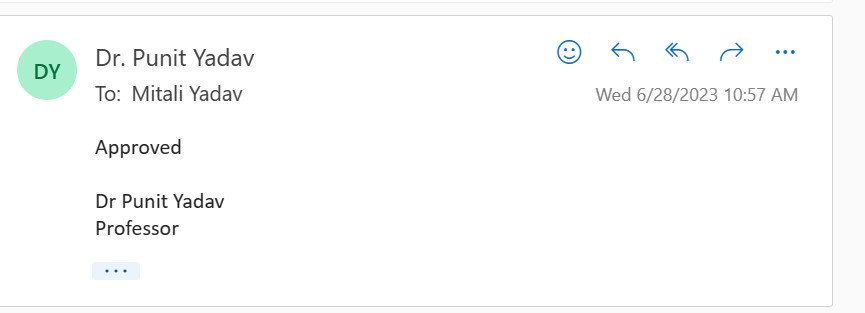 DY
Dr. Punit Yadav
To: Mitali Yadav
Wed 6/28/2023 10:57 AM
Approved
Dr Punit Yadav
Professor